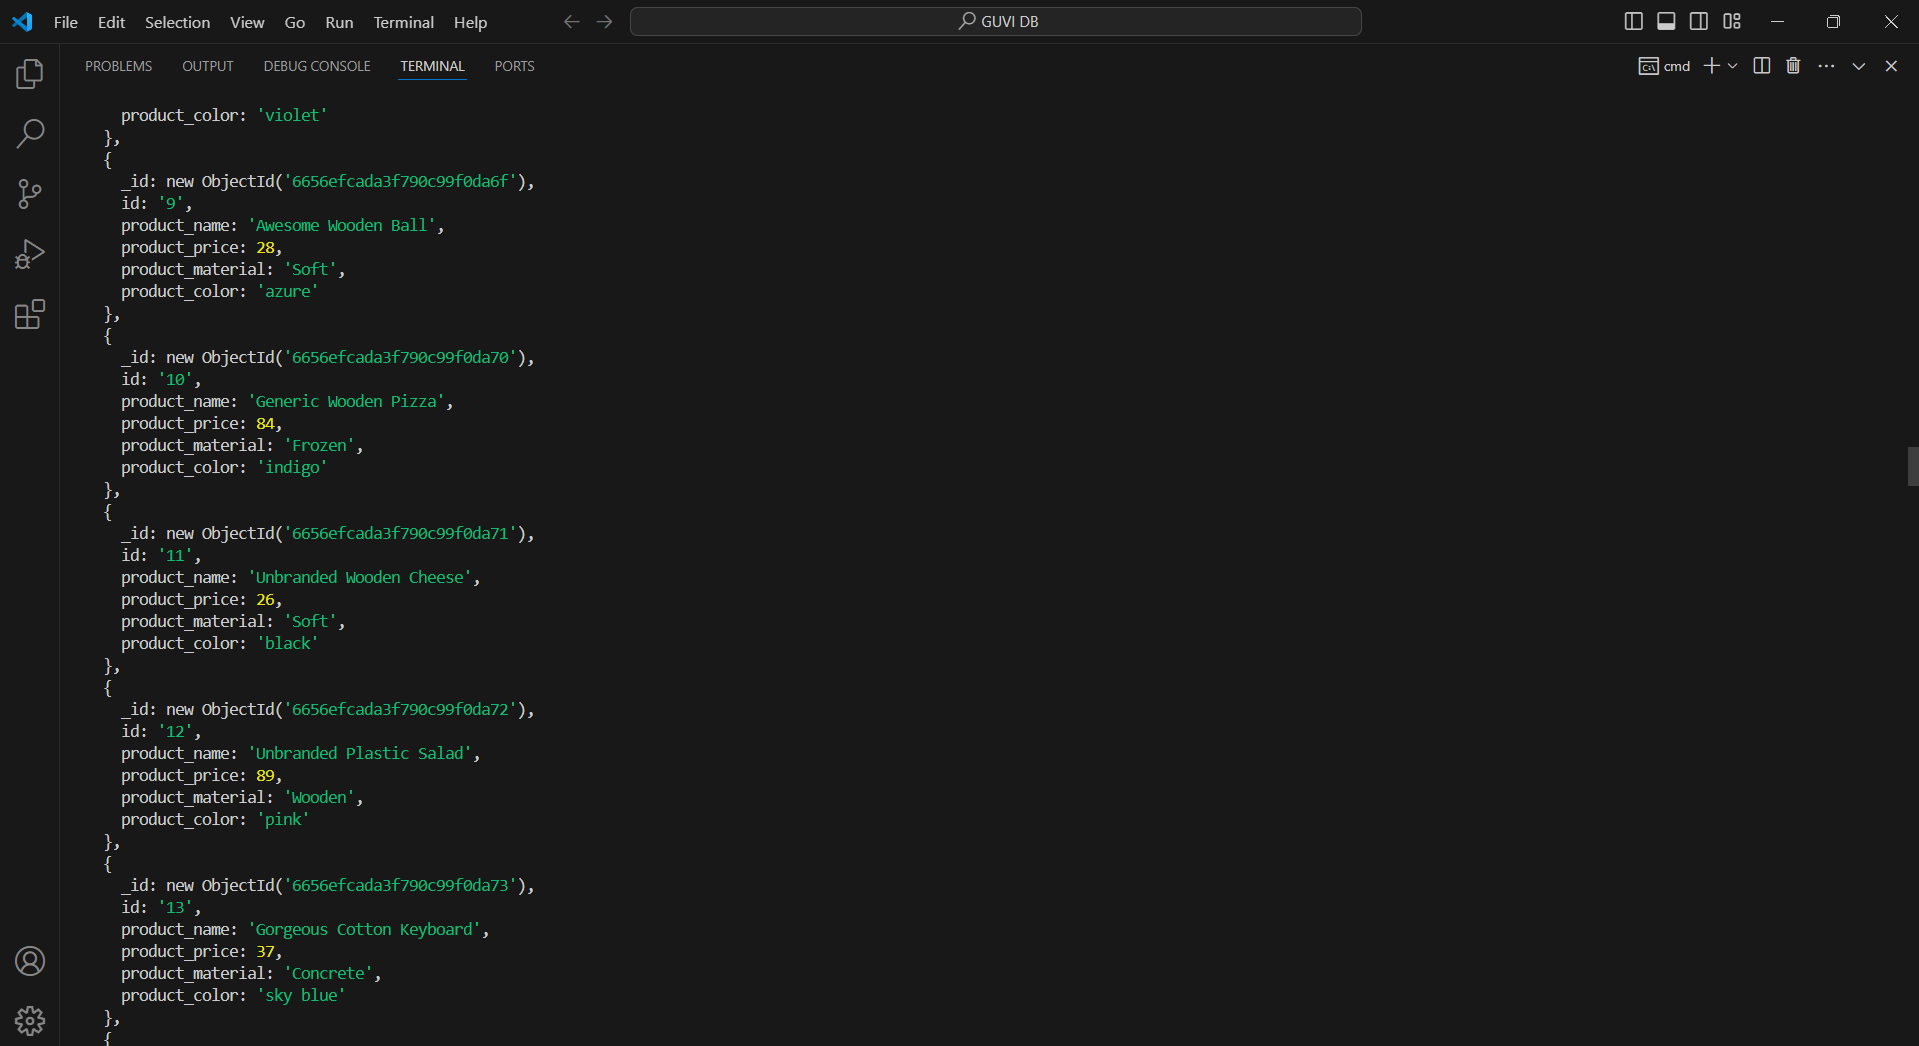 File Edit Selection View Go Run Terminal Help
GUVI DB
PROBLEMS OUTPUT DEBUG CONSOLE TERMINAL PORTS
cmd
product_color: 'violet'
},
{
_id: new ObjectId('6656efcada3f790c99f0da6f'),
id: '9',
product_name: 'Awesome Wooden Ball',
product_price: 28,
product_material: 'Soft',
product_color: 'azure'
},
{
_id: new ObjectId('6656efcada3f790c99f0da70'),
id: '10',
product_name: 'Generic Wooden Pizza',
product_price: 84,
product_material: 'Frozen',
product_color: 'indigo'
},
{
_id: new ObjectId('6656efcada3f790c99f0da71'),
id: '11',
product_name: 'Unbranded Wooden Cheese',
product_price: 26,
product_material: 'Soft',
product_color: 'black'
},
{
_id: new ObjectId('6656efcada3f790c99f0da72'),
id: '12',
product_name: 'Unbranded Plastic Salad',
product_price: 89,
product_material: 'Wooden',
product_color: 'pink'
},
{
_id: new ObjectId('6656efcada3f790c99f0da73'),
id: '13',
product_name: 'Gorgeous Cotton Keyboard',
product_price: 37,
product_material: 'Concrete',
product_color: 'sky blue'
},
{